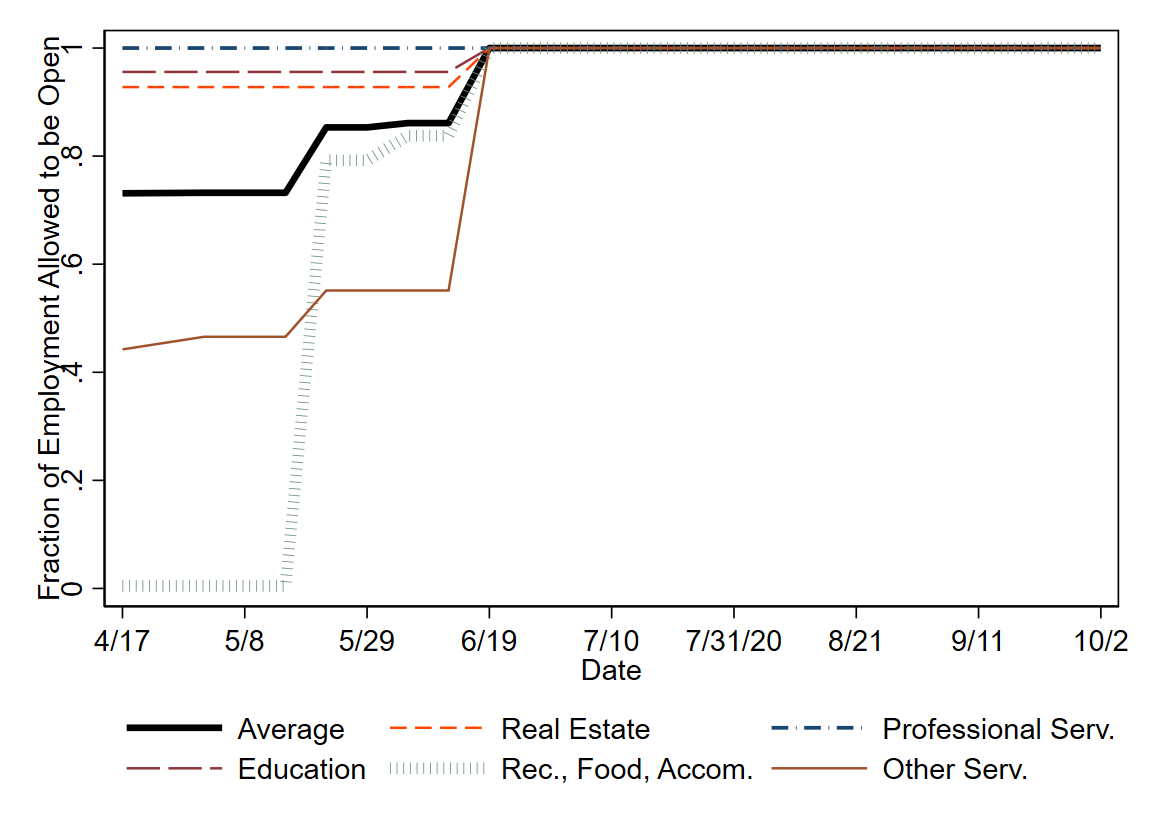 Fraction of Employment Allowed to be Open
1
.8
.6
.4
.2
0
4/17 5/8 5/29 6/19 7/10 7/31/20 8/21 9/11 10/2
Date
Average Real Estate Professional Serv.
Education Rec., Food, Accom. Other Serv.